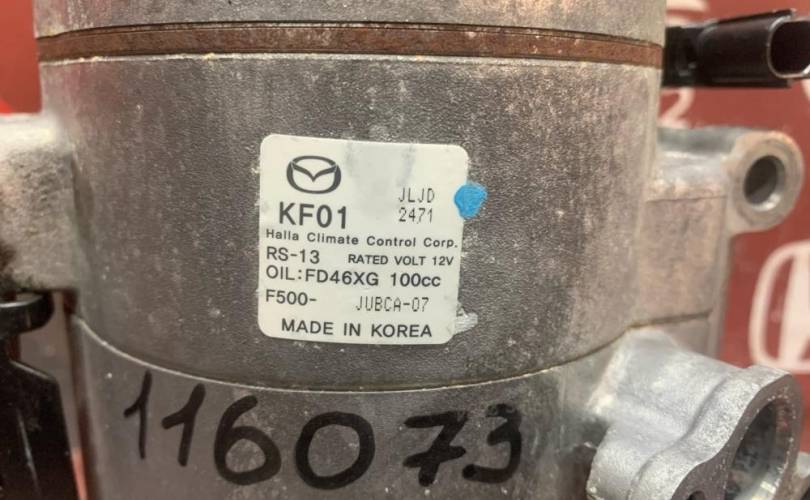 JLJD
KF01 2471
Halla Climate Control Corp.
RS-13 RATED VOLT 12V
OIL:FD46XG 100cc
F500- JUBCA-07
MADE IN KOREA
116073